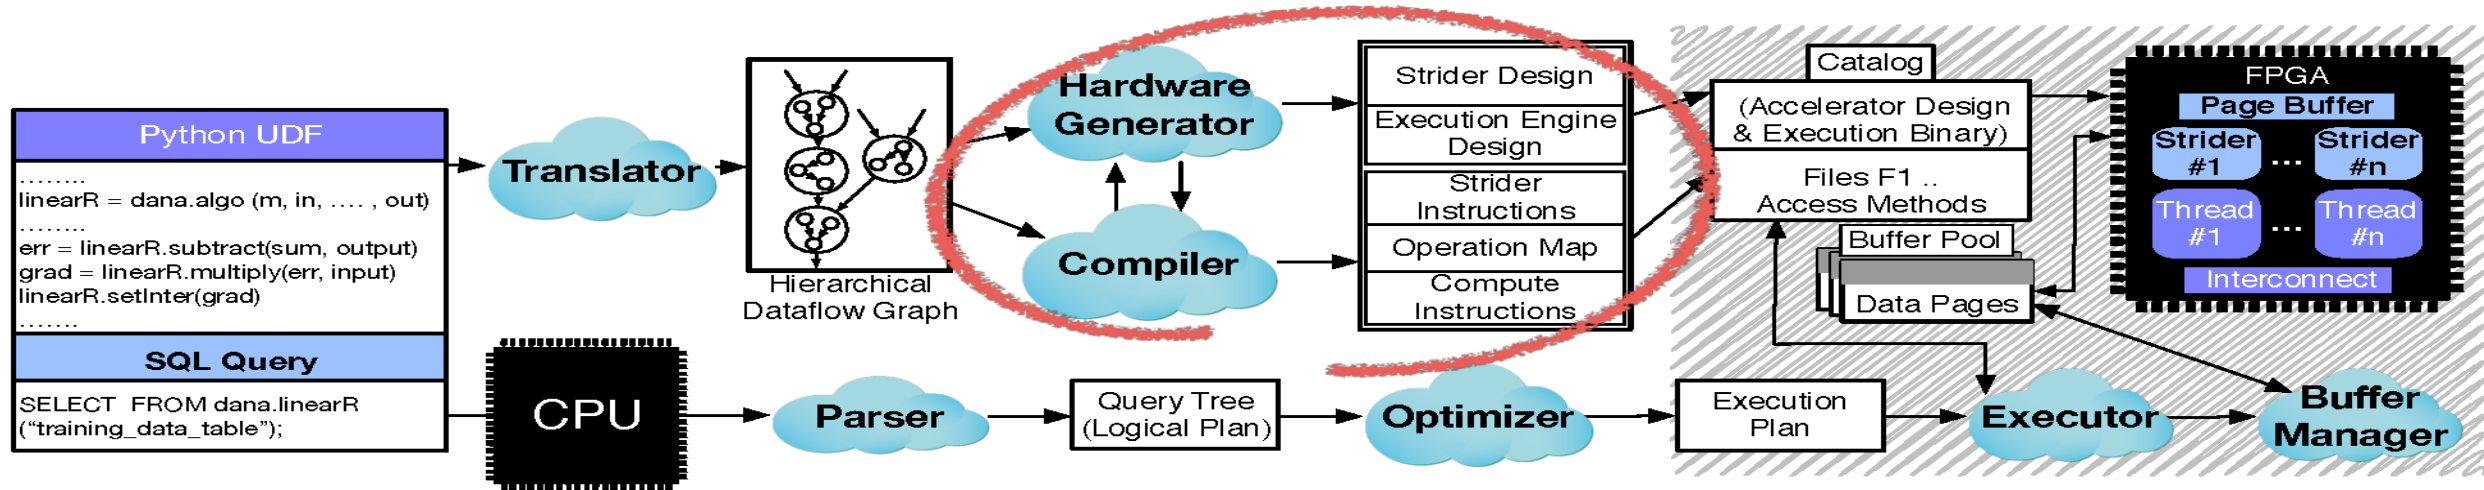 Python UDF
........
linearR = dana.algo (m, in, .... , out)
........
err = linearR.subtract(sum, output)
grad = linearR.multiply(err, input)
linearR.setInter(grad)
.......
SQL Query
SELECT  FROM dana.linearR
(“training_data_table”);
Translator
Hierarchical
Dataflow Graph
Hardware
Generator
Compiler
Strider Design
Execution Engine
Design
Strider
Instructions
Operation Map
Compute
Instructions
Catalog
(Accelerator Design
& Execution Binary)
Files F1 ..
Access Methods
Buffer Pool
Data Pages
FPGA
Page Buffer
Strider
#1
...
Strider
#n
Thread
#1
...
Thread
#n
Interconnect
CPU
Parser
Query Tree
(Logical Plan)
Optimizer
Execution
Plan
Executor
Buffer
Manager